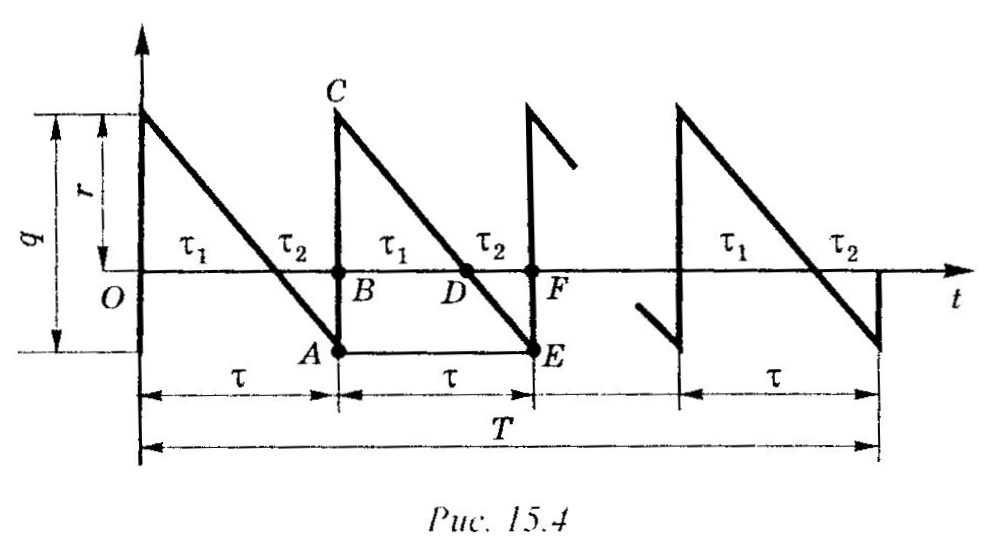 C
r
q
τ₁ τ₂ τ₁ τ₂ τ₁ τ₂
O B D F t
A E
τ τ τ
T
Рис. 15.4